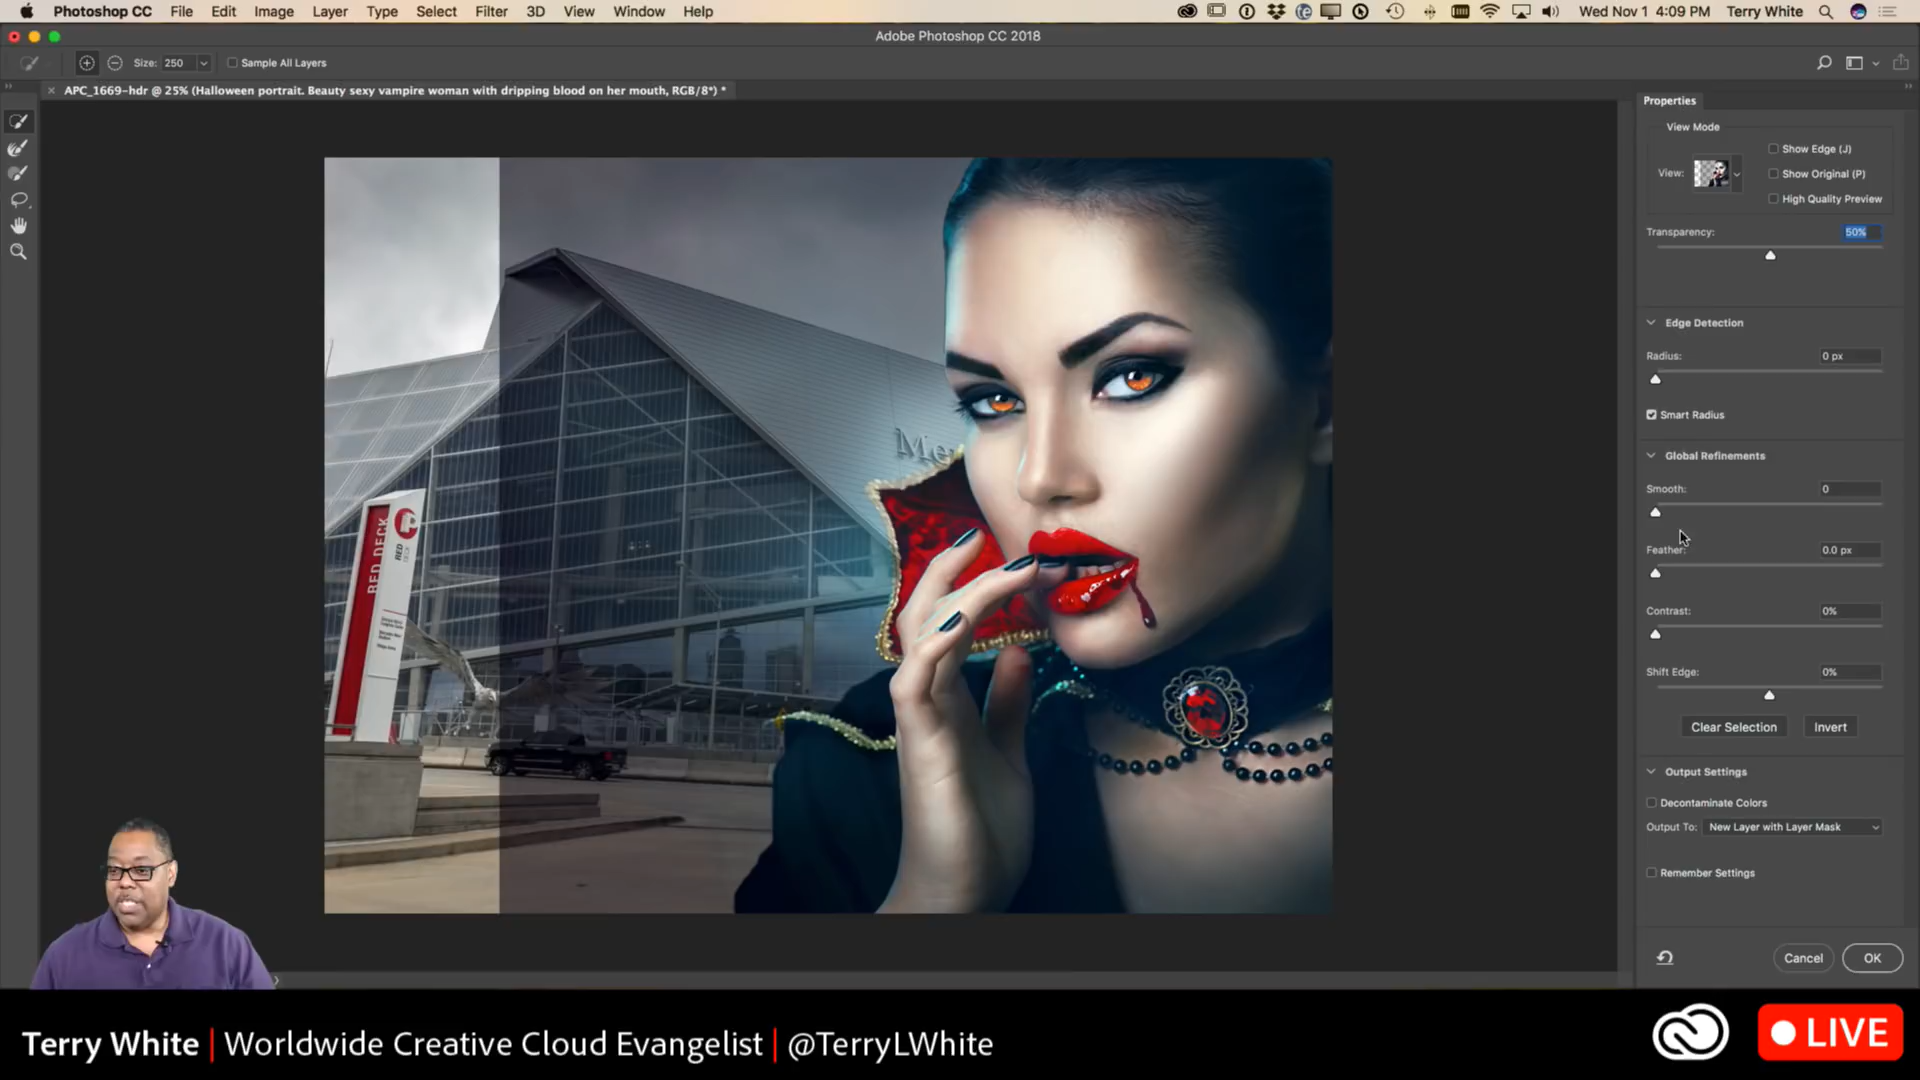 Photoshop CC File Edit Image Layer Type Select Filter 3D View Window Help Wed Nov 1 4:09 PM Terry White
Adobe Photoshop CC 2018
Size: 250 Sample All Layers
APC_1669-hdr @ 25% (Halloween portrait. Beauty sexy vampire woman with dripping blood on her mouth, RGB/8*) *
Properties
View Mode
Show Edge (J)
View:
Show Original (P)
High Quality Preview
Transparency: 50%
Edge Detection
Radius: 0 px
Smart Radius
Global Refinements
Smooth: 0
Feather: 0.0 px
Contrast: 0%
Shift Edge: 0%
Clear Selection Invert
Output Settings
Decontaminate Colors
Output To: New Layer with Layer Mask
Remember Settings
Cancel OK
Me
RED DECK
RED DECK
Terry White | Worldwide Creative Cloud Evangelist | @TerryLWhite
LIVE